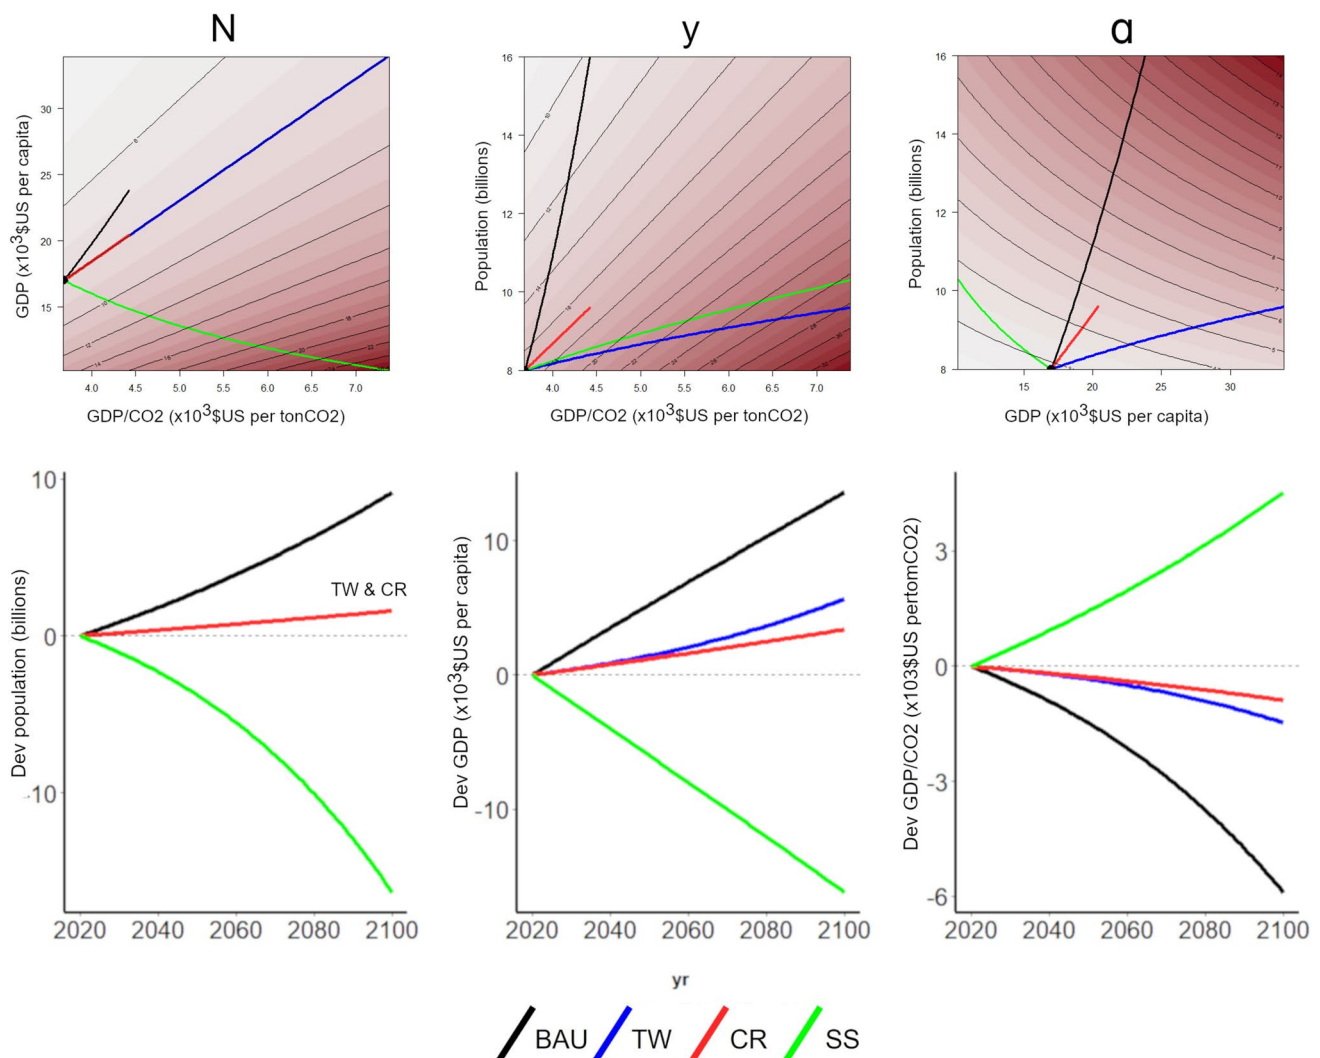 N
y
α
GDP (x10³$US per capita)
30
25
20
15
4.0 4.5 5.0 5.5 6.0 6.5 7.0
GDP/CO2 (x10³$US per tonCO2)
Population (billions)
16
14
12
10
8
4.0 4.5 5.0 5.5 6.0 6.5 7.0
GDP/CO2 (x10³$US per tonCO2)
Population (billions)
16
14
12
10
8
15 20 25 30
GDP (x10³$US per capita)
Dev population (billions)
10
0
-10
TW & CR
2020 2040 2060 2080 2100
Dev GDP (x10³$US per capita)
10
0
-10
2020 2040 2060 2080 2100
Dev GDP/CO2 (x103$US pertomCO2)
3
0
-3
-6
2020 2040 2060 2080 2100
yr
BAU TW CR SS